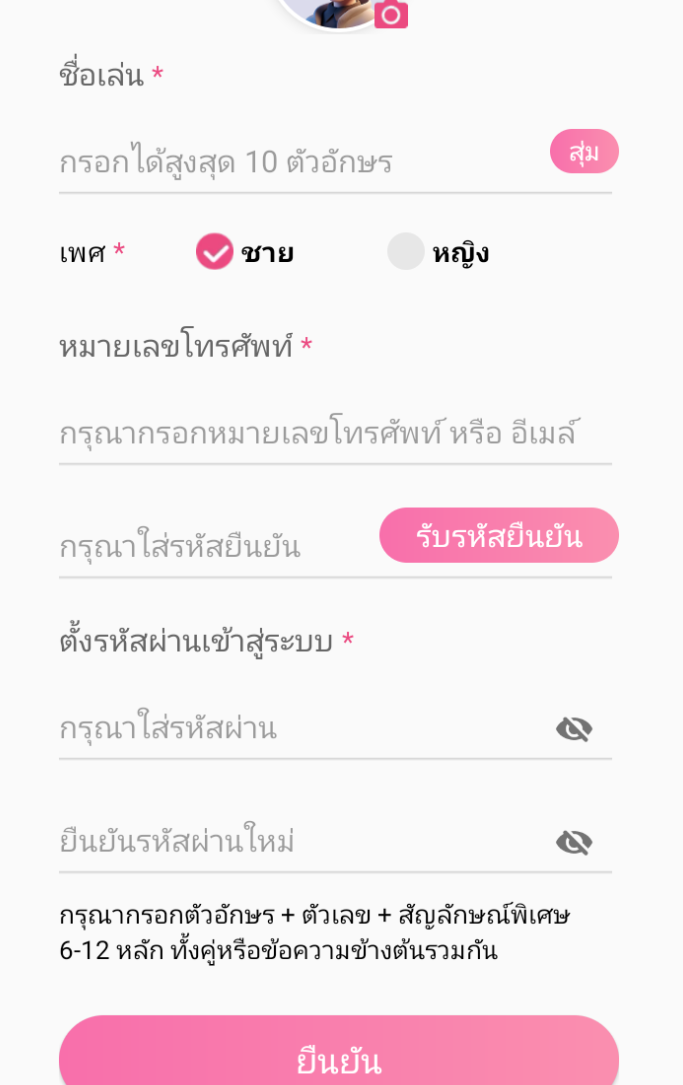 ชื่อเล่น *
กรอกได้สูงสุด 10 ตัวอักษร สุ่ม
เพศ * ชาย หญิง
หมายเลขโทรศัพท์ *
กรุณากรอกหมายเลขโทรศัพท์ หรือ อีเมล์
กรุณาใส่รหัสยืนยัน รับรหัสยืนยัน
ตั้งรหัสผ่านเข้าสู่ระบบ *
กรุณาใส่รหัสผ่าน
ยืนยันรหัสผ่านใหม่
กรุณากรอกตัวอักษร + ตัวเลข + สัญลักษณ์พิเศษ
6-12 หลัก ทั้งคู่หรือข้อความข้างต้นรวมกัน
ยืนยัน